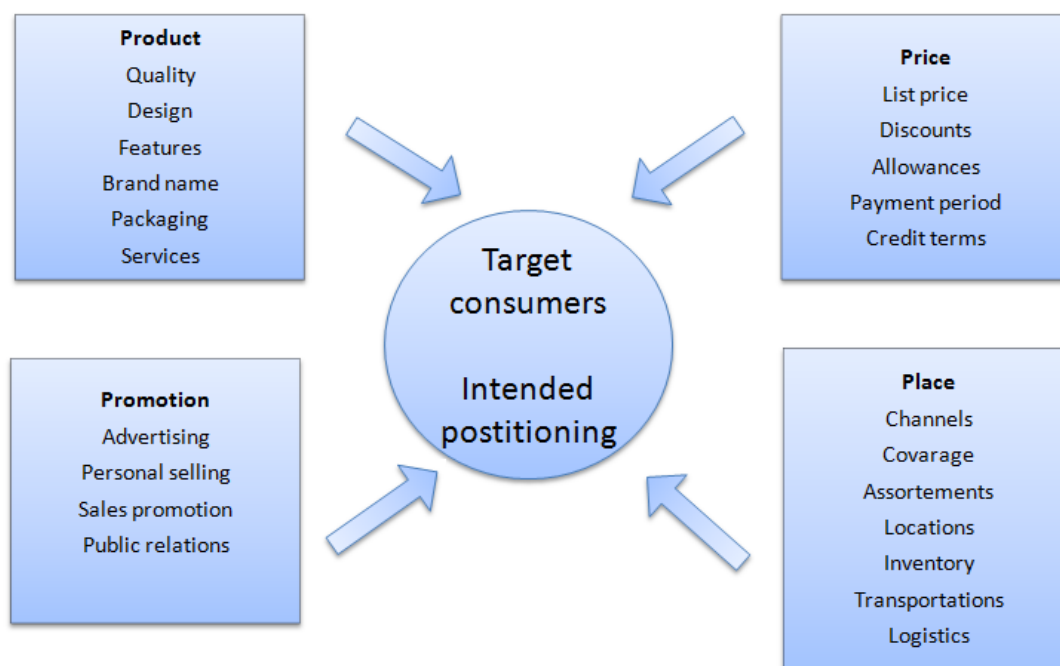 Product
Quality
Design
Features
Brand name
Packaging
Services
Price
List price
Discounts
Allowances
Payment period
Credit terms
Target
consumers
Intended
postitioning
Promotion
Advertising
Personal selling
Sales promotion
Public relations
Place
Channels
Covarage
Assortements
Locations
Inventory
Transportations
Logistics